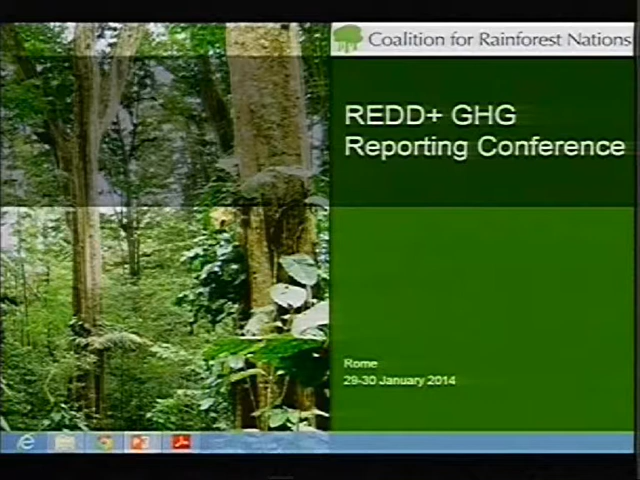 Coalition for Rainforest Nations
REDD+ GHG
Reporting Conference
Rome
29-30 January 2014